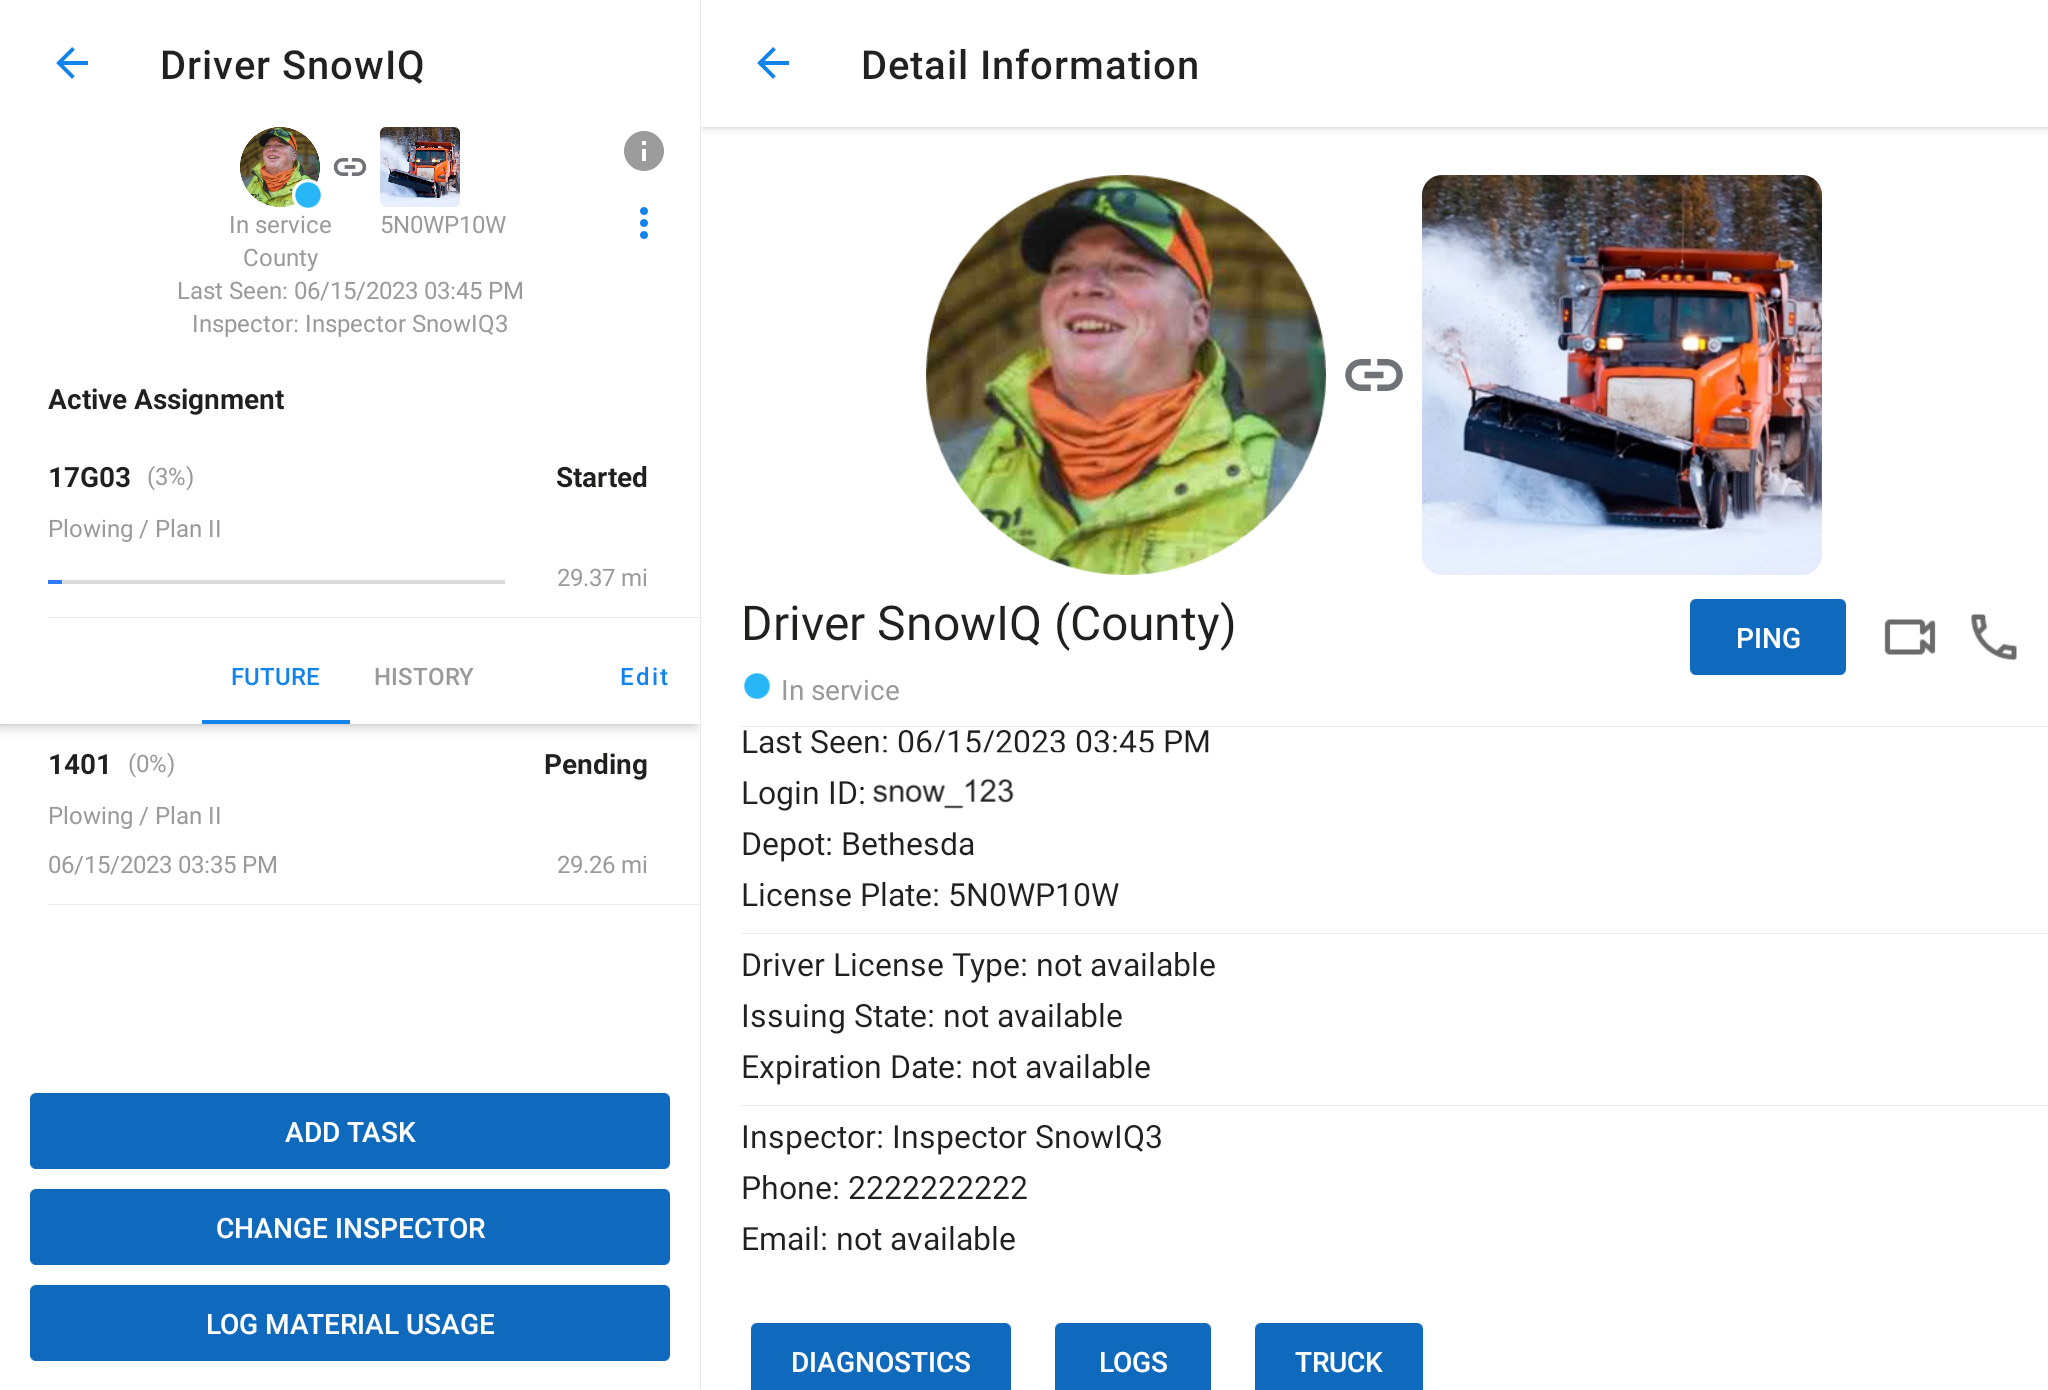 Driver SnowIQ
In service
5N0WP10W
County
Last Seen: 06/15/2023 03:45 PM
Inspector: Inspector SnowIQ3
Active Assignment
17G03 (3%) Started
Plowing / Plan II
29.37 mi
FUTURE HISTORY Edit
1401 (0%) Pending
Plowing / Plan II
06/15/2023 03:35 PM 29.26 mi
ADD TASK
CHANGE INSPECTOR
LOG MATERIAL USAGE
Detail Information
Driver SnowIQ (County)
PING
In service
Last Seen: 06/15/2023 03:45 PM
Login ID: snow_123
Depot: Bethesda
License Plate: 5N0WP10W
Driver License Type: not available
Issuing State: not available
Expiration Date: not available
Inspector: Inspector SnowIQ3
Phone: 2222222222
Email: not available
DIAGNOSTICS LOGS TRUCK